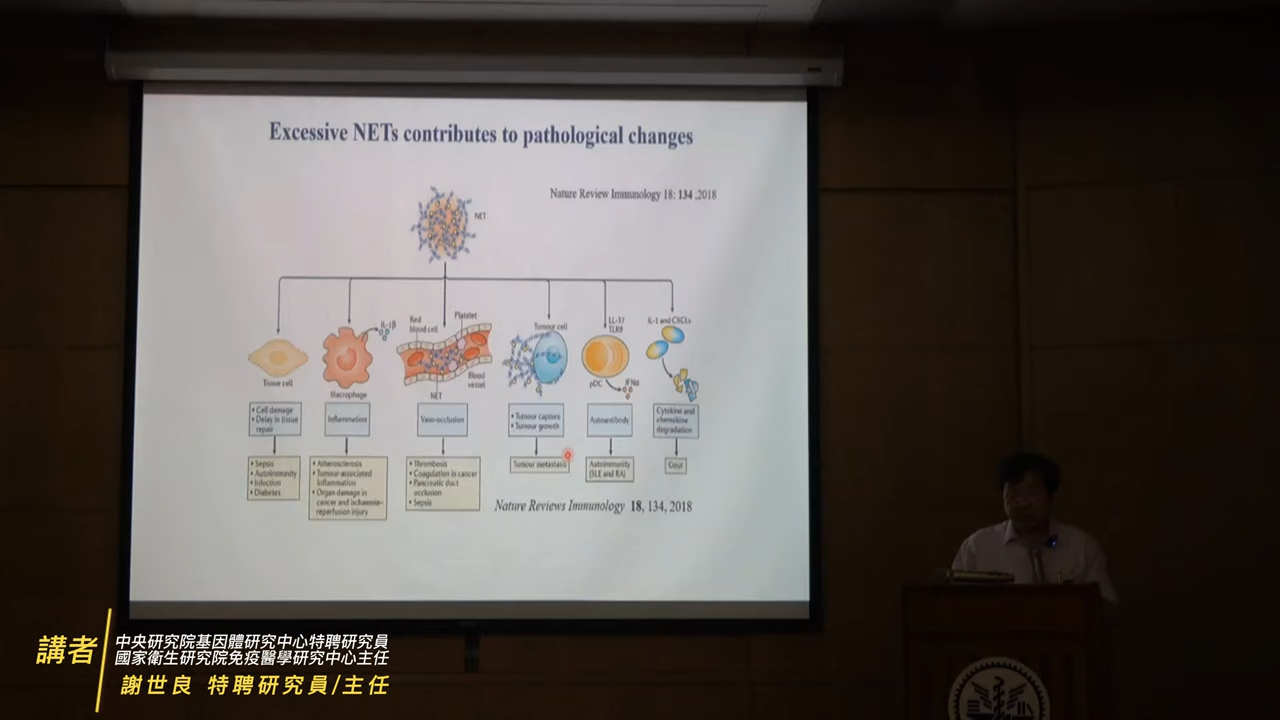 Excessive NETs contributes to pathological changes
Nature Review Immunology 18: 134 ,2018
NET
IL-1β
Red
blood cell
Platelet
Tumour cell
LL-37
TLR9
IL-1 and CXCLs
Tissue cell
Macrophage
Blood
vessel
NET
pDC
IFNα
• Cell damage
• Delay in tissue
repair
Inflammation
Vaso-occlusion
• Tumour capture
• Tumour growth
Autoantibody
Cytokine and
chemokine
degradation
• Sepsis
• Autoimmunity
• Infection
• Diabetes
• Atherosclerosis
• Tumour-associated
inflammation
• Organ damage in
cancer and ischaemia-
reperfusion injury
• Thrombosis
• Coagulation in cancer
• Pancreatic duct
occlusion
• Sepsis
Tumour metastasis
Autoimmunity
(SLE and RA)
Gout
Nature Reviews Immunology 18, 134, 2018
講者
中央研究院基因體研究中心特聘研究員
國家衛生研究院免疫醫學研究中心主任
謝世良 特聘研究員/主任